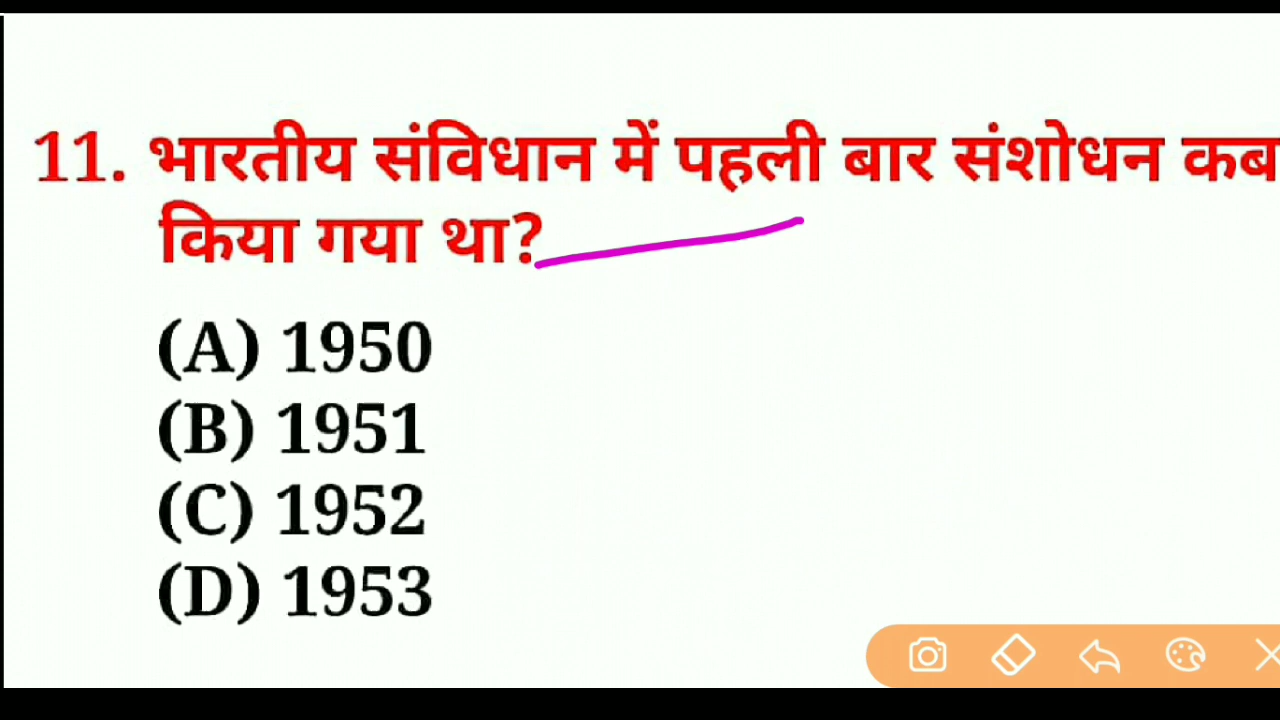 11. भारतीय संविधान में पहली बार संशोधन कब
किया गया था?
(A) 1950
(B) 1951
(C) 1952
(D) 1953